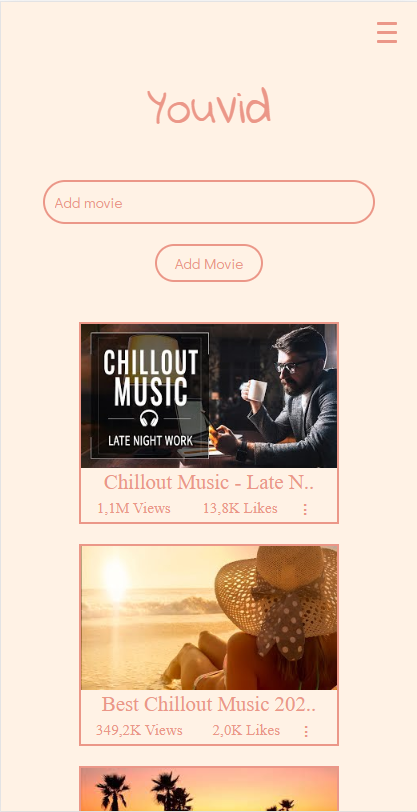 Youvid
Add movie
Add Movie
CHILLOUT
MUSIC
LATE NIGHT WORK
Chillout Music - Late N..
1,1M Views 13,8K Likes
Best Chillout Music 202..
349,2K Views 2,0K Likes